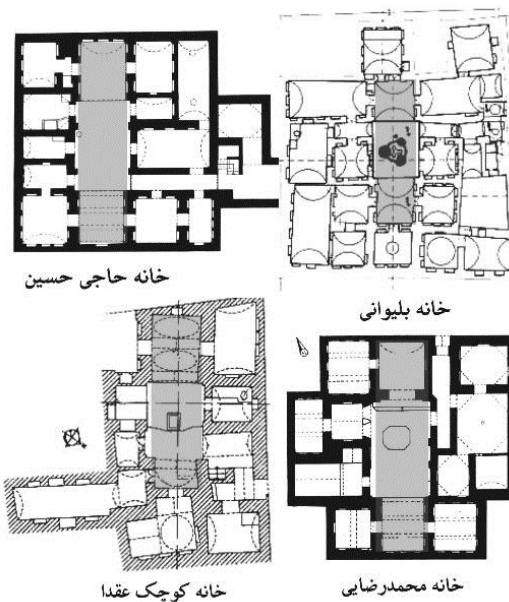 خانه حاجی حسین
خانه بلیوانی
خانه کوچک عقدا
خانه محمدرضایی